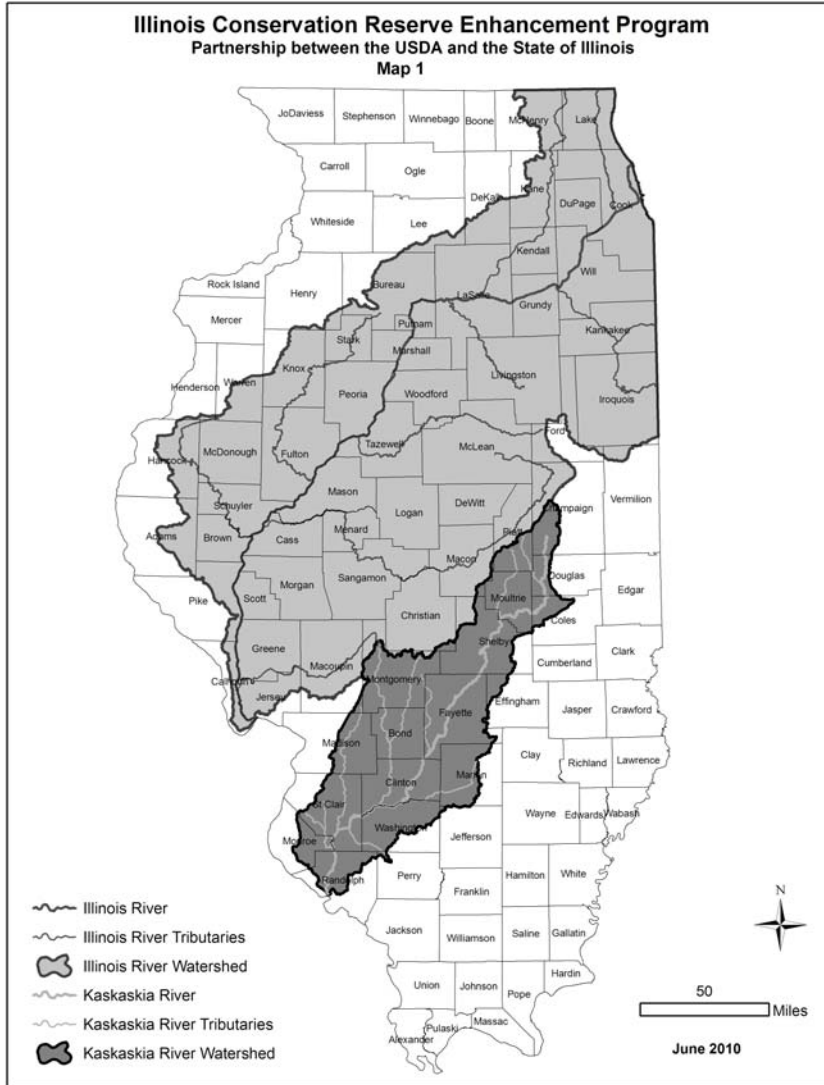 Illinois Conservation Reserve Enhancement Program
Partnership between the USDA and the State of Illinois
Map 1
JoDaviess
Stephenson
Winnebago
Boone
McHenry
Lake
Carroll
Ogle
DeKalb
Kane
DuPage
Cook
Whiteside
Lee
Kendall
Will
Rock Island
Henry
Bureau
LaSalle
Grundy
Mercer
Putnam
Kankakee
Stark
Marshall
Knox
Livingston
Henderson
Warren
Peoria
Woodford
Iroquois
Ford
Hancock
McDonough
Fulton
Tazewell
McLean
Vermilion
Mason
Schuyler
Logan
DeWitt
Champaign
Adams
Brown
Cass
Menard
Piatt
Macon
Douglas
Edgar
Pike
Scott
Morgan
Sangamon
Moultrie
Christian
Coles
Greene
Macoupin
Shelby
Clark
Cumberland
Calhoun
Jersey
Montgomery
Effingham
Jasper
Crawford
Fayette
Madison
Bond
Clay
Richland
Lawrence
Clinton
Marion
St Clair
Wayne
Edwards
Wabash
Monroe
Washington
Jefferson
Randolph
Perry
Hamilton
White
Franklin
Jackson
Williamson
Saline
Gallatin
Union
Johnson
Pope
Hardin
Alexander
Pulaski
Massac
Illinois River
Illinois River Tributaries
Illinois River Watershed
Kaskaskia River
Kaskaskia River Tributaries
Kaskaskia River Watershed
N
50
Miles
June 2010